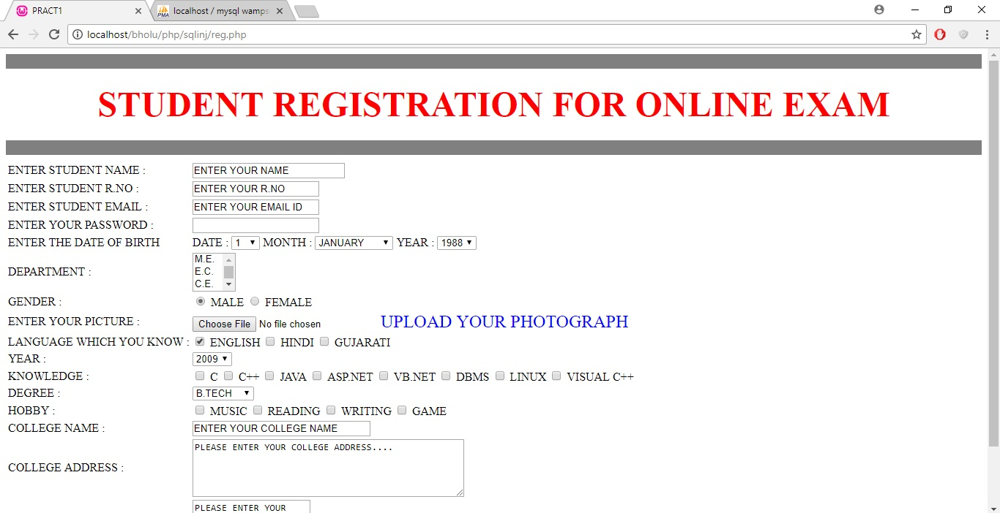 PRACT1
localhost / mysql wamps
localhost/bholu/php/sqlinj/reg.php
STUDENT REGISTRATION FOR ONLINE EXAM
ENTER STUDENT NAME : ENTER YOUR NAME
ENTER STUDENT R.NO : ENTER YOUR R.NO
ENTER STUDENT EMAIL : ENTER YOUR EMAIL ID
ENTER YOUR PASSWORD :
ENTER THE DATE OF BIRTH DATE : 1 MONTH : JANUARY YEAR : 1988
M.E.
DEPARTMENT : E.C.
C.E.
GENDER : MALE FEMALE
ENTER YOUR PICTURE : Choose File No file chosen UPLOAD YOUR PHOTOGRAPH
LANGUAGE WHICH YOU KNOW : ENGLISH HINDI GUJARATI
YEAR : 2009
KNOWLEDGE : C C++ JAVA ASP.NET VB.NET DBMS LINUX VISUAL C++
DEGREE : B.TECH
HOBBY : MUSIC READING WRITING GAME
COLLEGE NAME : ENTER YOUR COLLEGE NAME
PLEASE ENTER YOUR COLLEGE ADDRESS....
COLLEGE ADDRESS :
PLEASE ENTER YOUR